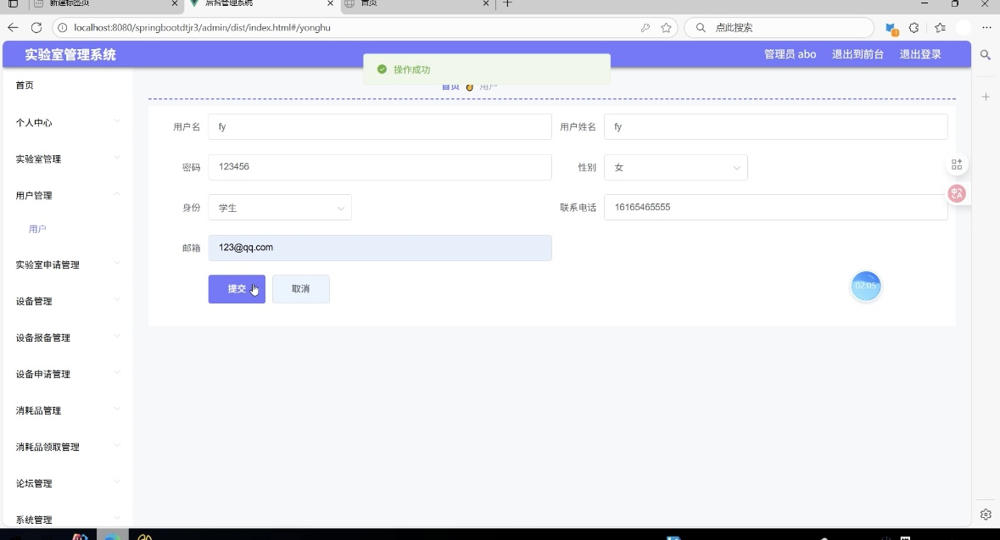 新建标签页
后台管理系统
首页
localhost:8080/springbootdtjr3/admin/dist/index.html#/yonghu
点此搜索
实验室管理系统
管理员 abo
退出到前台
退出登录
操作成功
首页
用户
首页
个人中心
实验室管理
用户管理
用户
实验室申请管理
设备管理
设备报备管理
设备申请管理
消耗品管理
消耗品领取管理
论坛管理
系统管理
用户名 fy
用户姓名 fy
密码 123456
性别 女
身份 学生
联系电话 16165465555
邮箱 123@qq.com
提交
取消
02:05